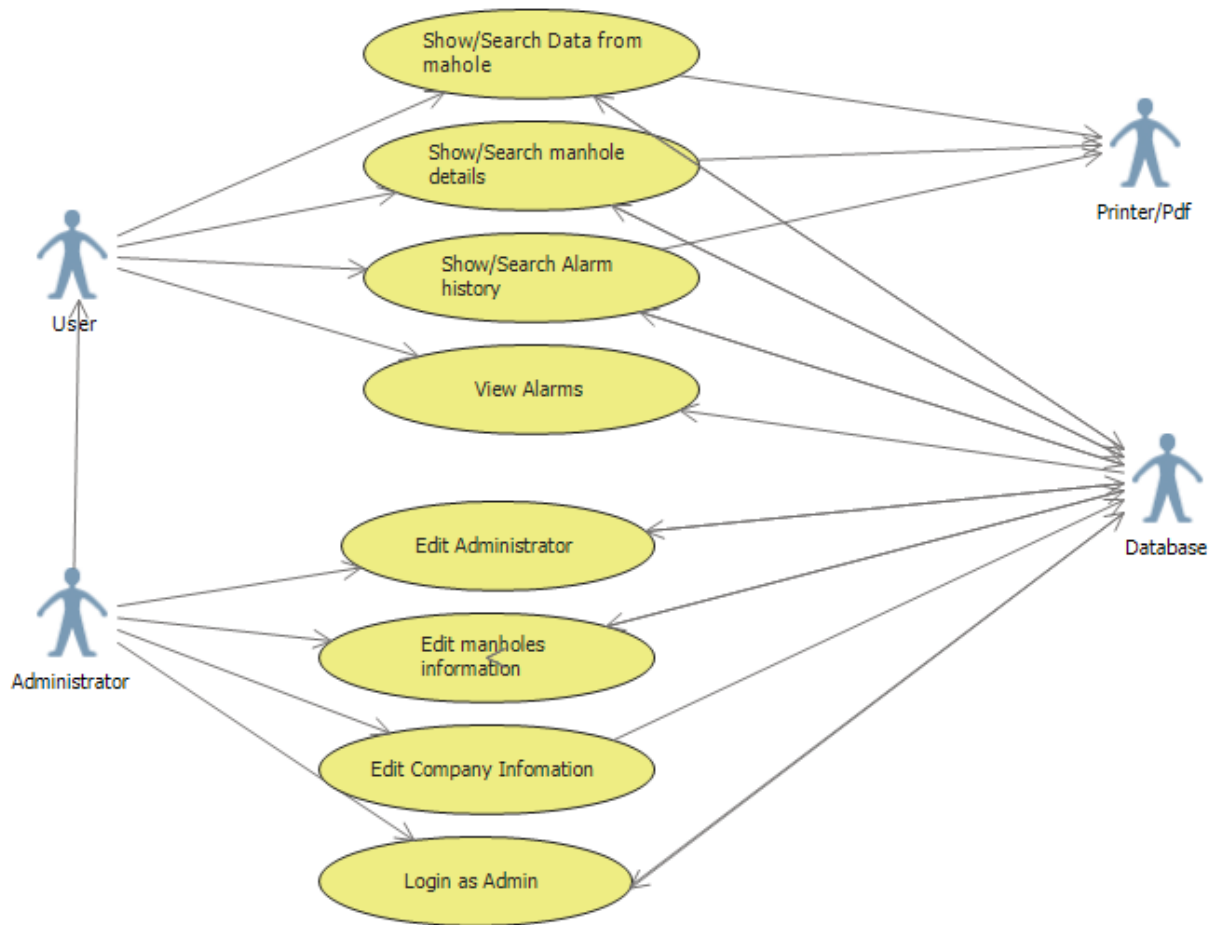 Show/Search Data from
mahole
Show/Search manhole
details
Printer/Pdf
Show/Search Alarm
history
User
View Alarms
Edit Administrator
Database
Edit manholes
information
Administrator
Edit Company Infomation
Login as Admin